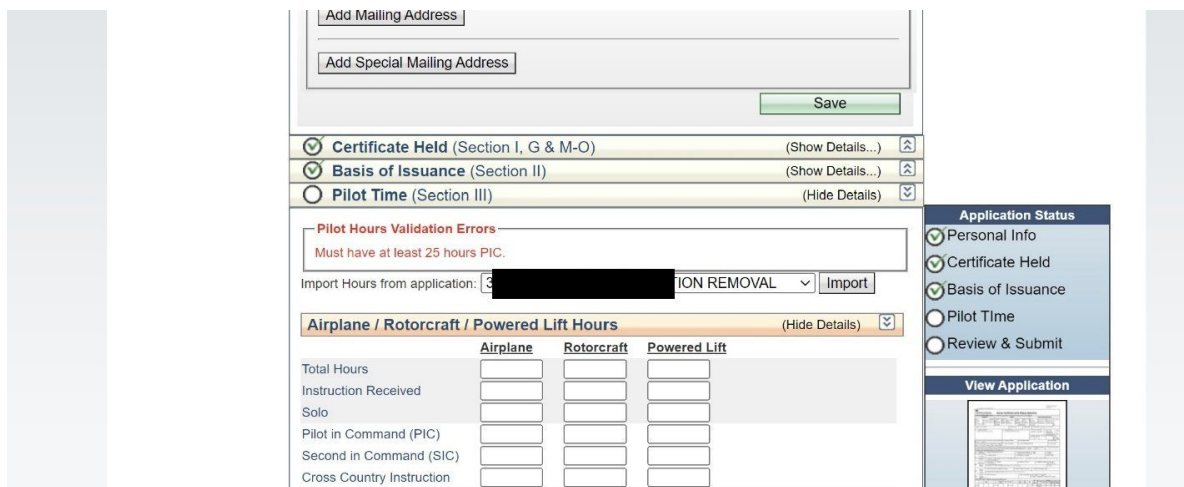 Add Mailing Address
Add Special Mailing Address
Save
Certificate Held (Section I, G & M-O) (Show Details...)
Basis of Issuance (Section II) (Show Details...)
Pilot Time (Section III) (Hide Details)
Pilot Hours Validation Errors
Must have at least 25 hours PIC.
Import Hours from application: 3 TION REMOVAL Import
Airplane / Rotorcraft / Powered Lift Hours (Hide Details)
Airplane Rotorcraft Powered Lift
Total Hours
Instruction Received
Solo
Pilot in Command (PIC)
Second in Command (SIC)
Cross Country Instruction
Application Status
Personal Info
Certificate Held
Basis of Issuance
Pilot TIme
Review & Submit
View Application